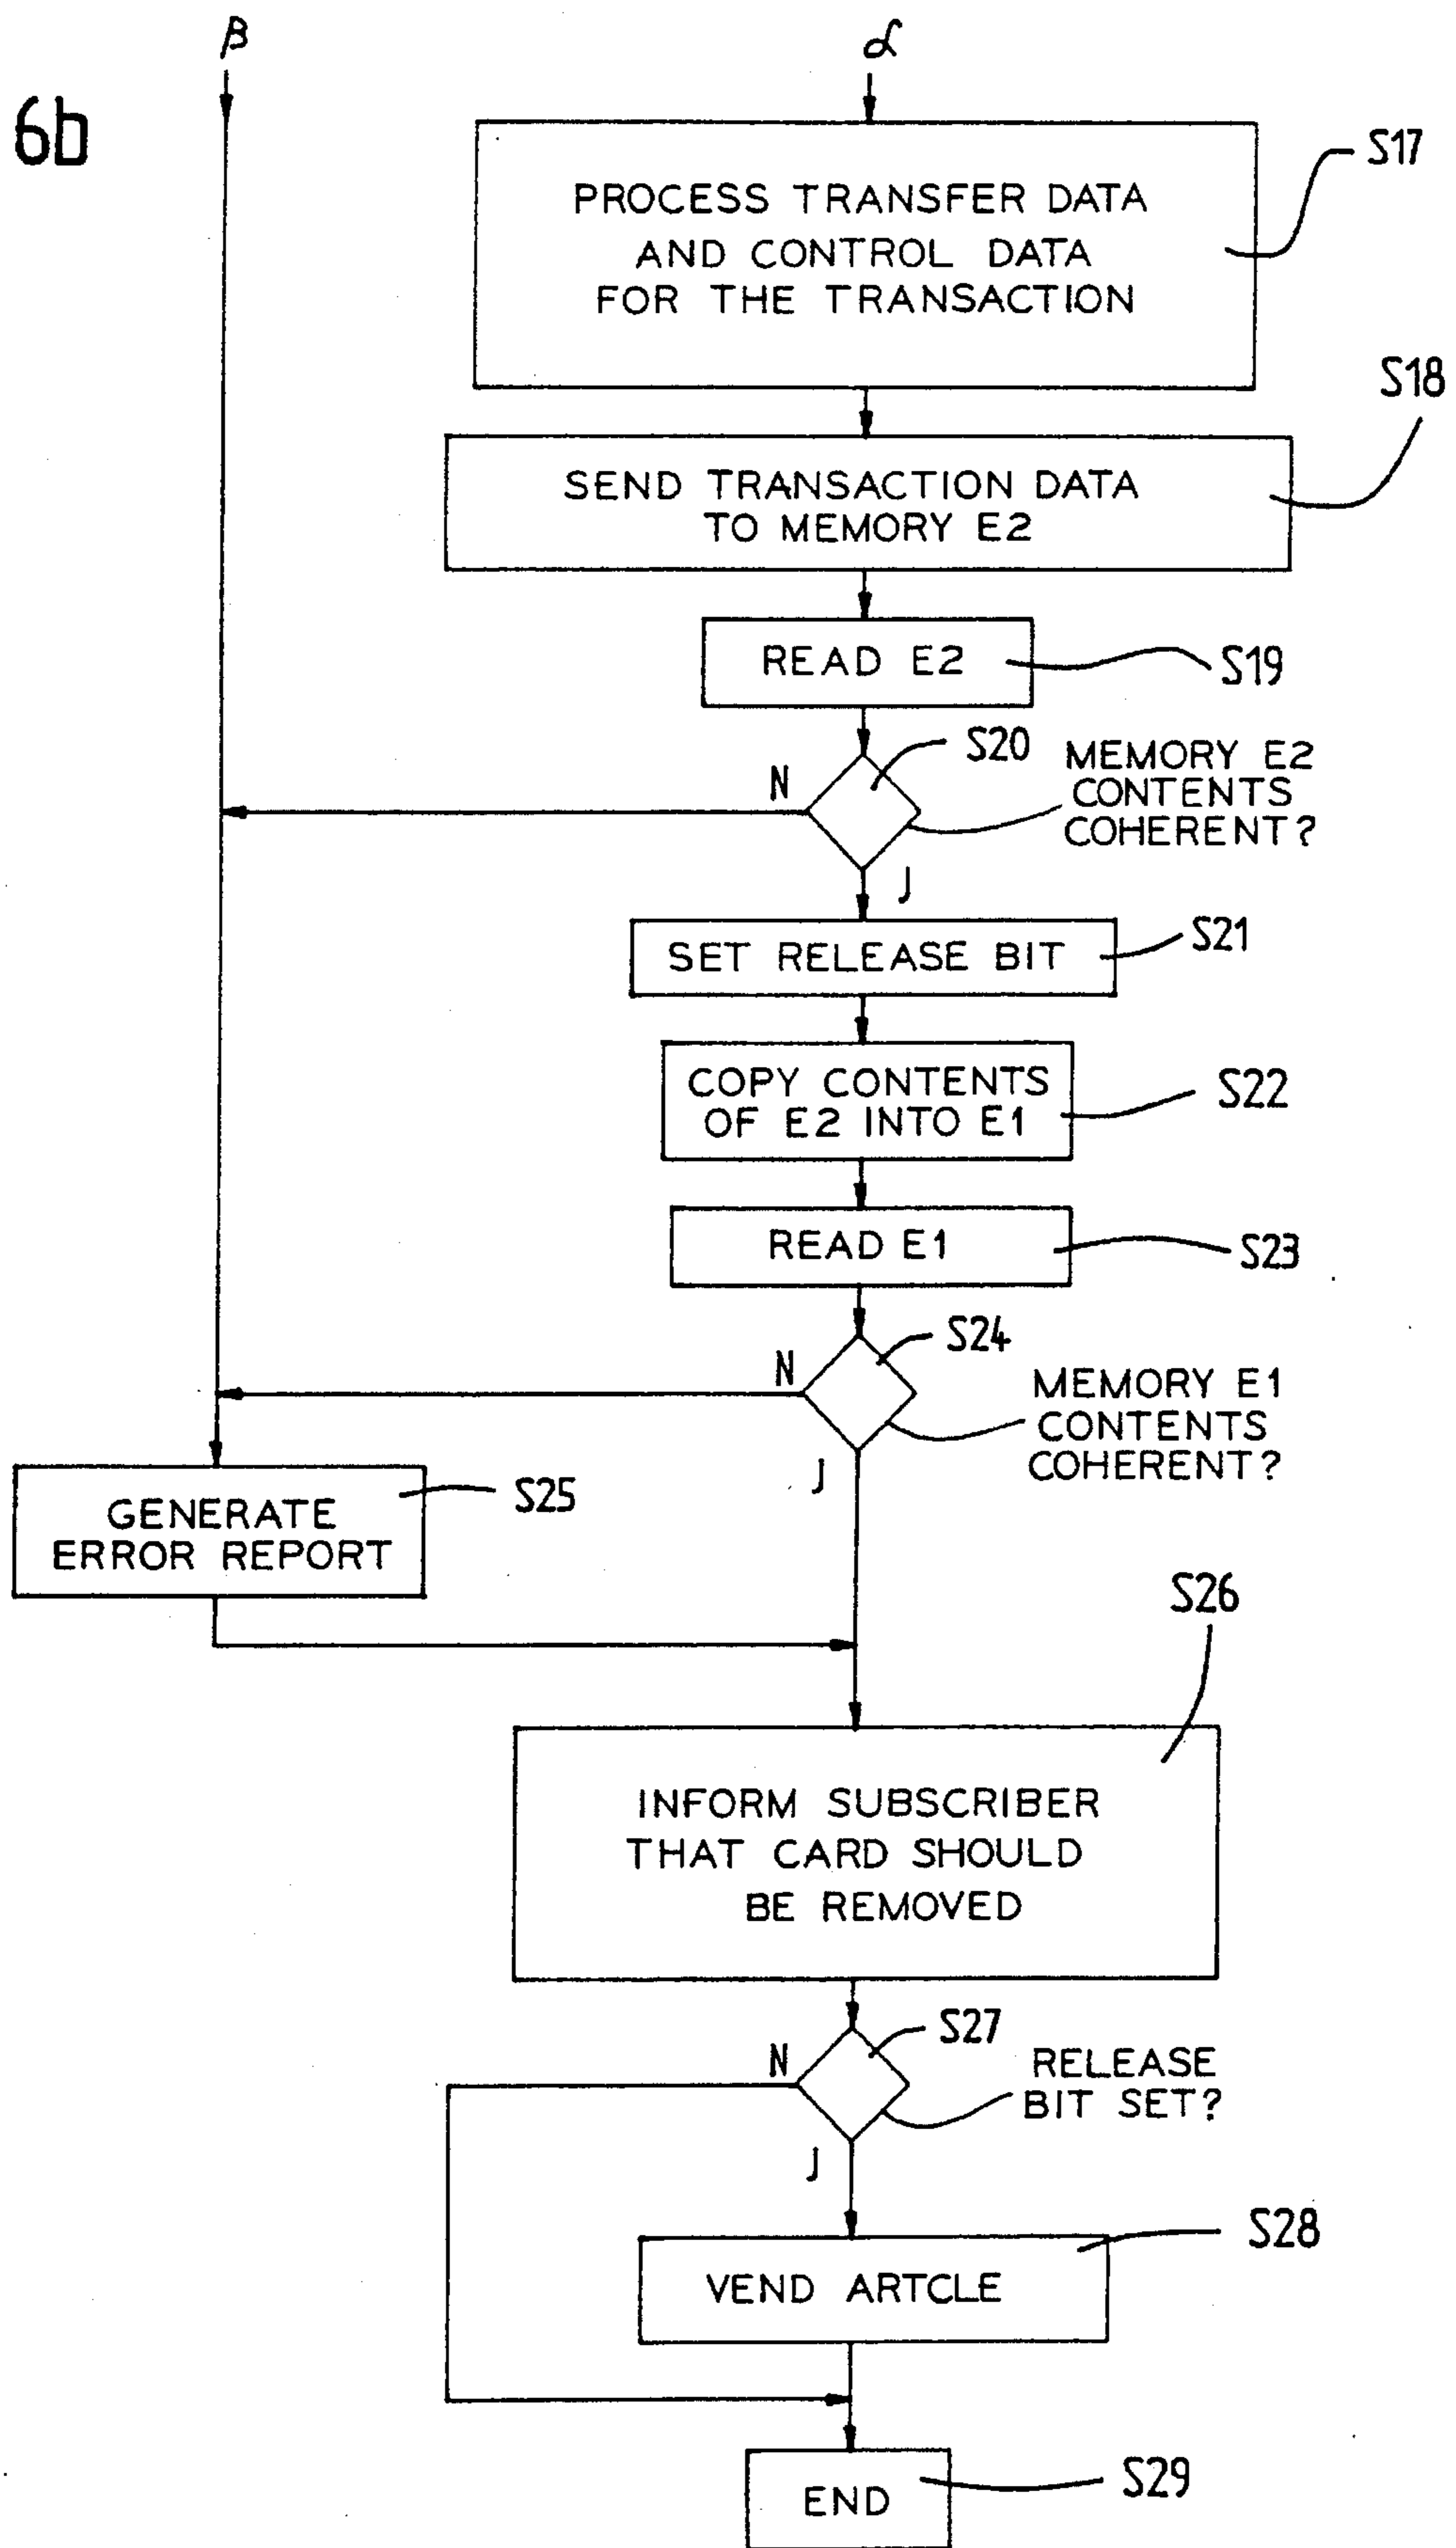 β
α
6b
S17
PROCESS TRANSFER DATA
AND CONTROL DATA
FOR THE TRANSACTION
S18
SEND TRANSACTION DATA
TO MEMORY E2
READ E2
S19
S20
N
MEMORY E2
CONTENTS
COHERENT?
J
SET RELEASE BIT
S21
COPY CONTENTS
OF E2 INTO E1
S22
READ E1
S23
S24
N
MEMORY E1
CONTENTS
COHERENT?
J
GENERATE
ERROR REPORT
S25
S26
INFORM SUBSCRIBER
THAT CARD SHOULD
BE REMOVED
S27
N
RELEASE
BIT SET?
J
S28
VEND ARTCLE
END
S29